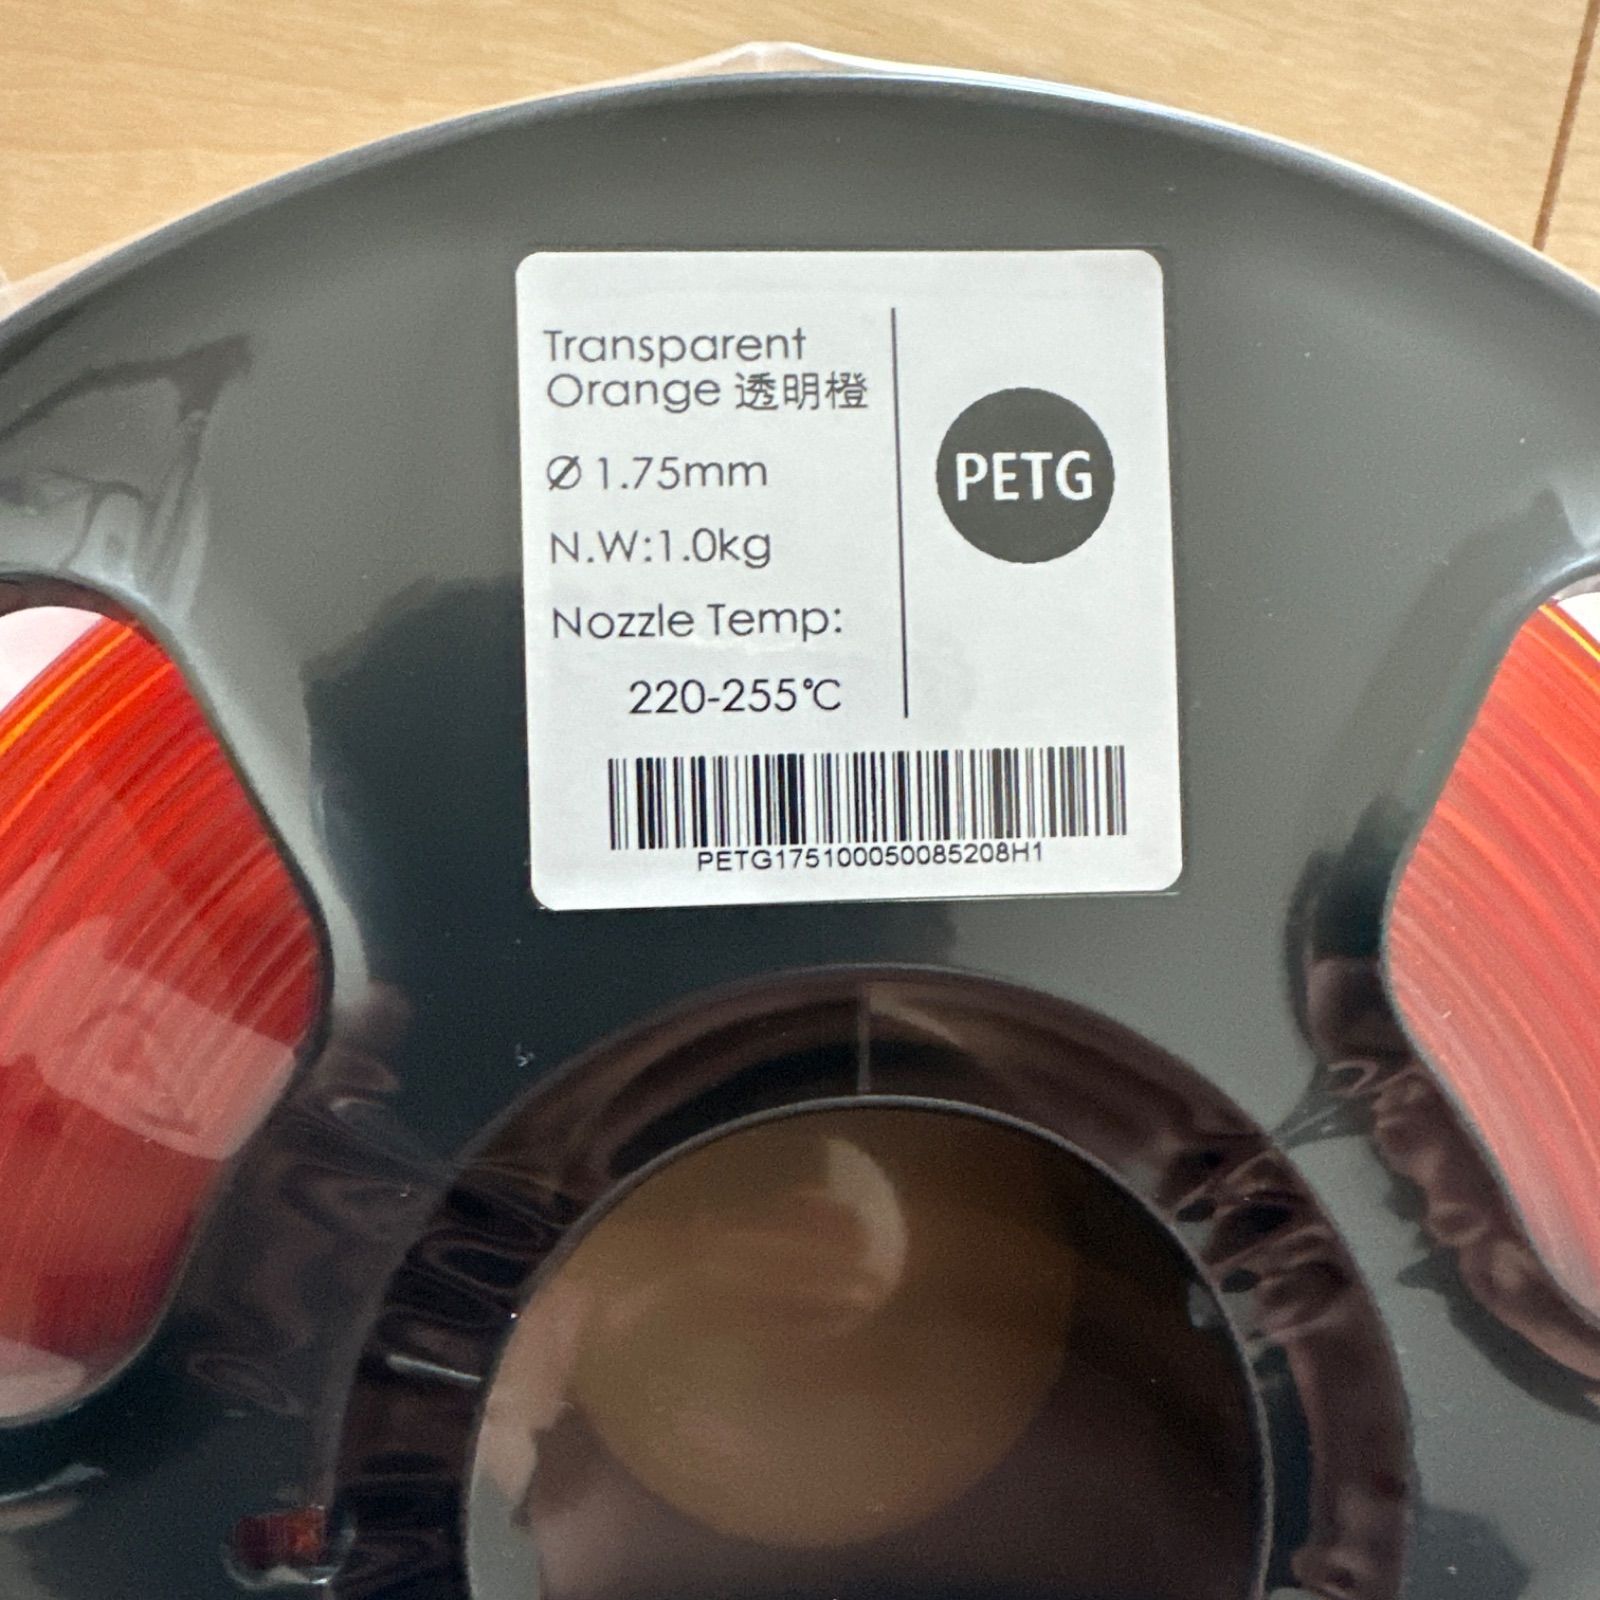 Transparent
Orange 透明橙
Ø 1.75mm
N.W:1.0kg
Nozzle Temp:
220-255℃
PETG
PETG175100050085208H1